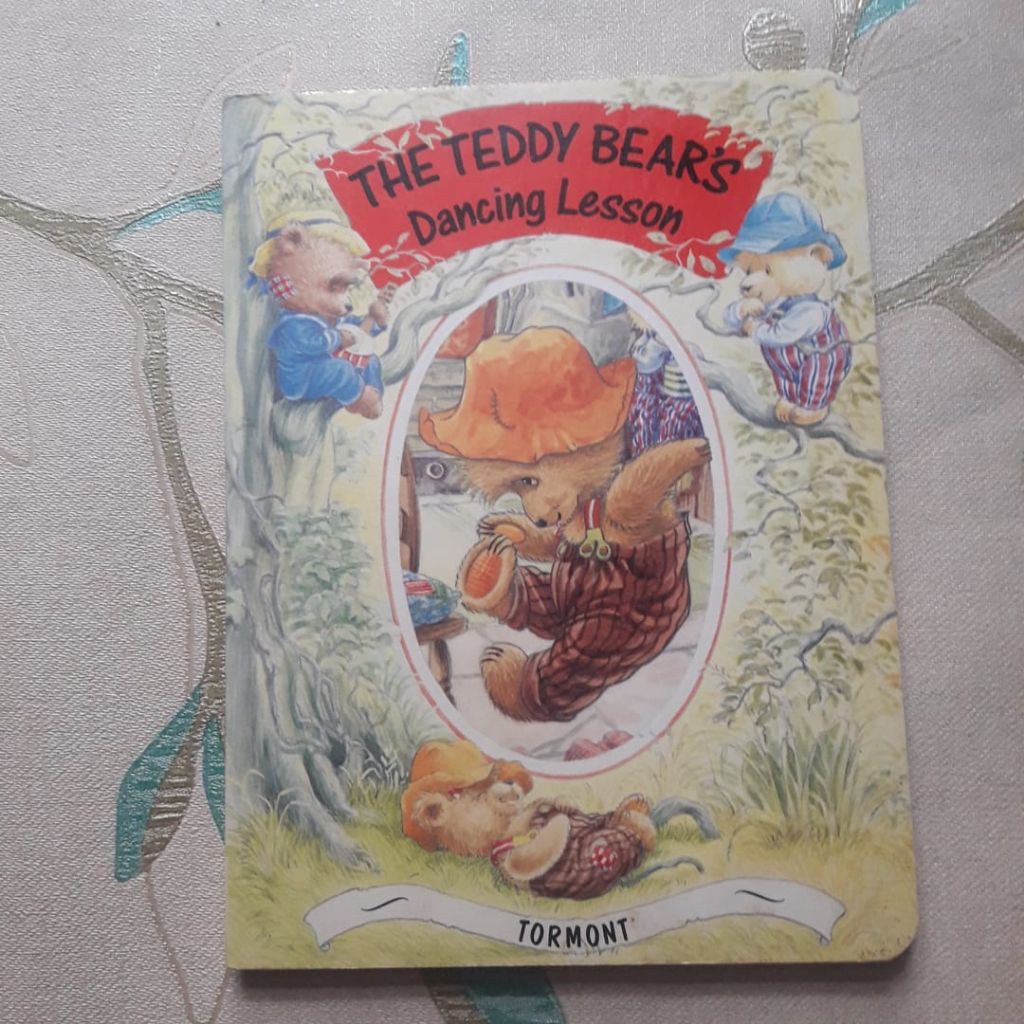 THE TEDDY BEAR'S
Dancing Lesson
TORMONT